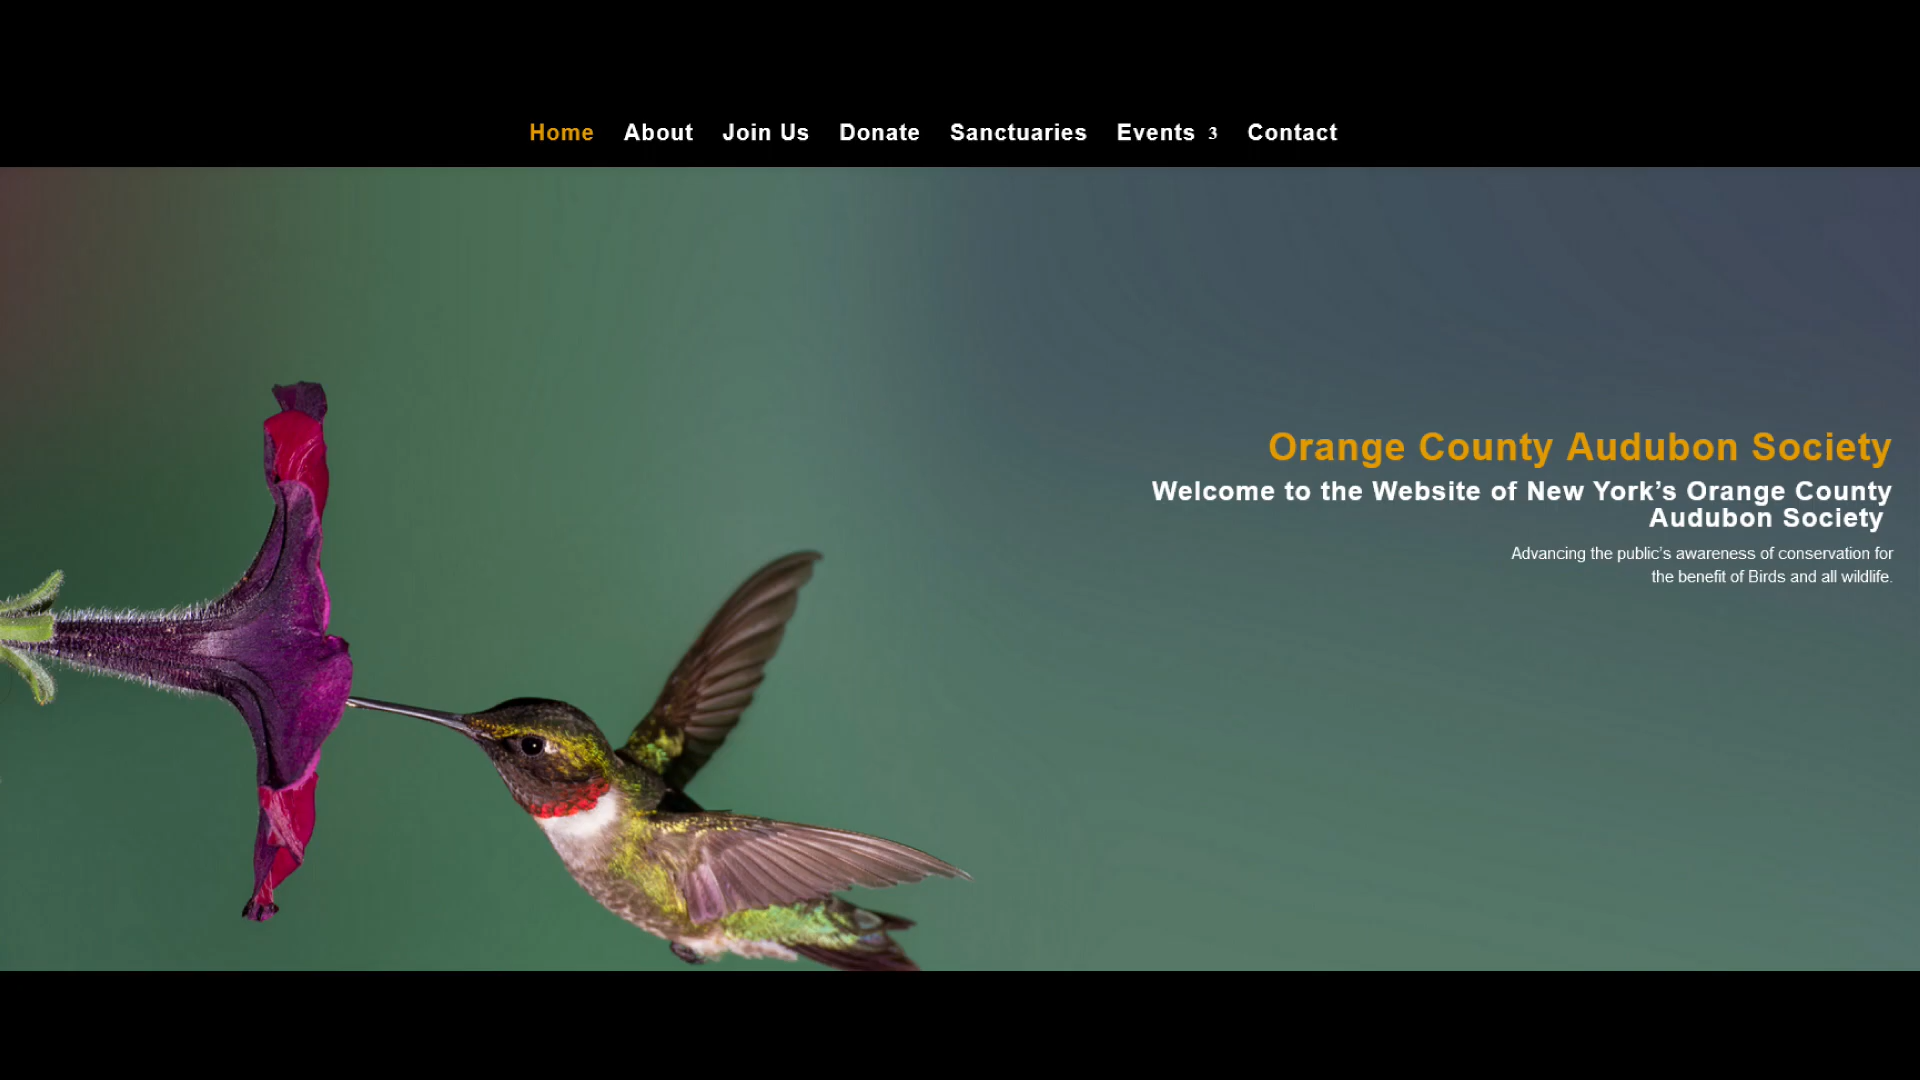 Home About Join Us Donate Sanctuaries Events 3 Contact
Orange County Audubon Society
Welcome to the Website of New York’s Orange County
Audubon Society
Advancing the public’s awareness of conservation for
the benefit of Birds and all wildlife.